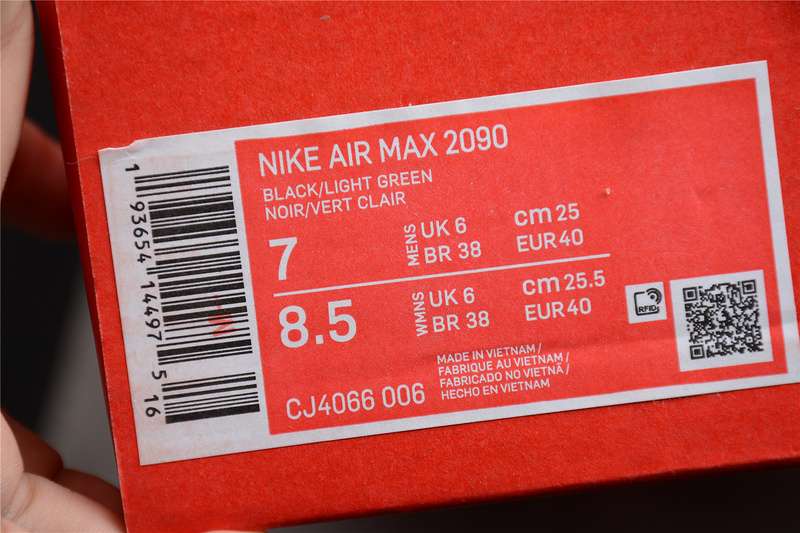 1 93654 14497 5 16
NIKE AIR MAX 2090
BLACK/LIGHT GREEN
NOIR/VERT CLAIR
7
MENS
UK 6
BR 38
cm 25
EUR 40
8.5
WMNS
UK 6
BR 38
cm 25.5
EUR 40
RFID
CJ4066 006
MADE IN VIETNAM /
FABRIQUE AU VIETNAM /
FABRICADO NO VIETNÃ /
HECHO EN VIETNAM